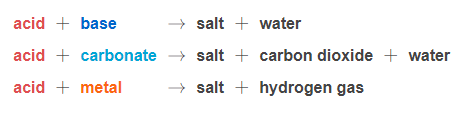 acid + base → salt + water
acid + carbonate → salt + carbon dioxide + water
acid + metal → salt + hydrogen gas